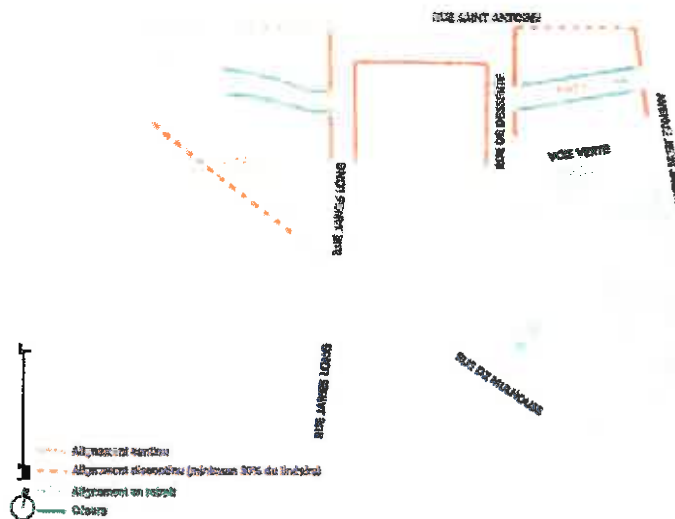 RUE SAINT ANTOINE
RUE DE DESSERTE
VOIE VERTE
RUE JAMES LONG
RUE JAMES LONG
RUE DE MULHOUSE
Alignement continu
Alignement discontinu (minimum 80% du linéaire)
Alignement en retrait